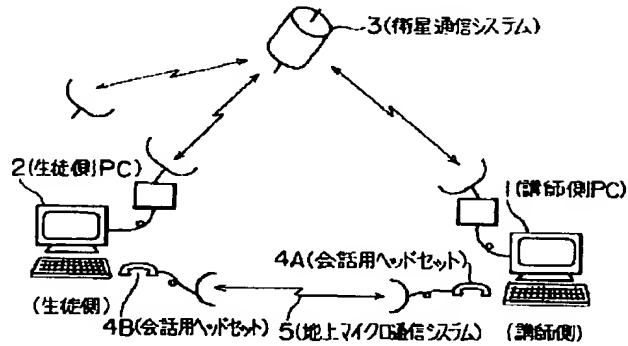 3(衛星通信システム)
2(生徒側PC)
1(講師側PC)
4A(会話用ヘッドセット)
(生徒側)
4B(会話用ヘッドセット)
5(地上マイクロ通信システム)
(講師側)